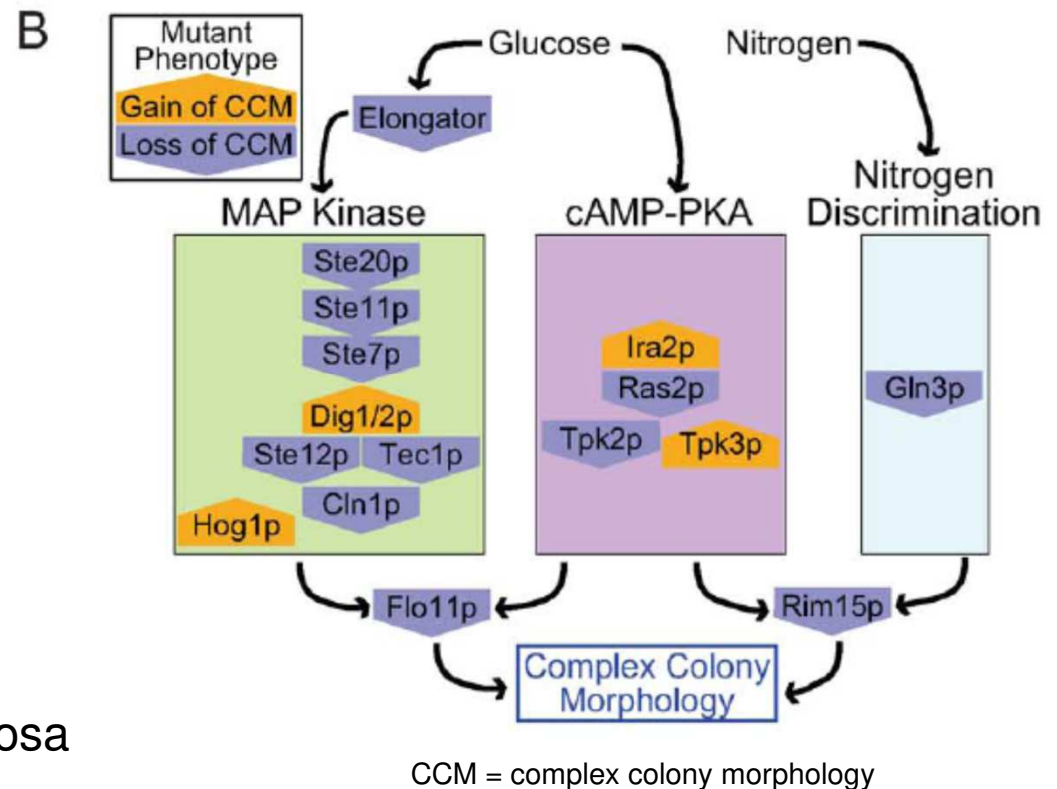 B
Mutant
Phenotype
Gain of CCM
Loss of CCM
Glucose
Nitrogen
Elongator
MAP Kinase
cAMP-PKA
Nitrogen
Discrimination
Ste20p
Ste11p
Ste7p
Dig1/2p
Ste12p
Tec1p
Cln1p
Hog1p
Ira2p
Ras2p
Tpk2p
Tpk3p
Gln3p
Flo11p
Rim15p
Complex Colony
Morphology
osa
CCM = complex colony morphology